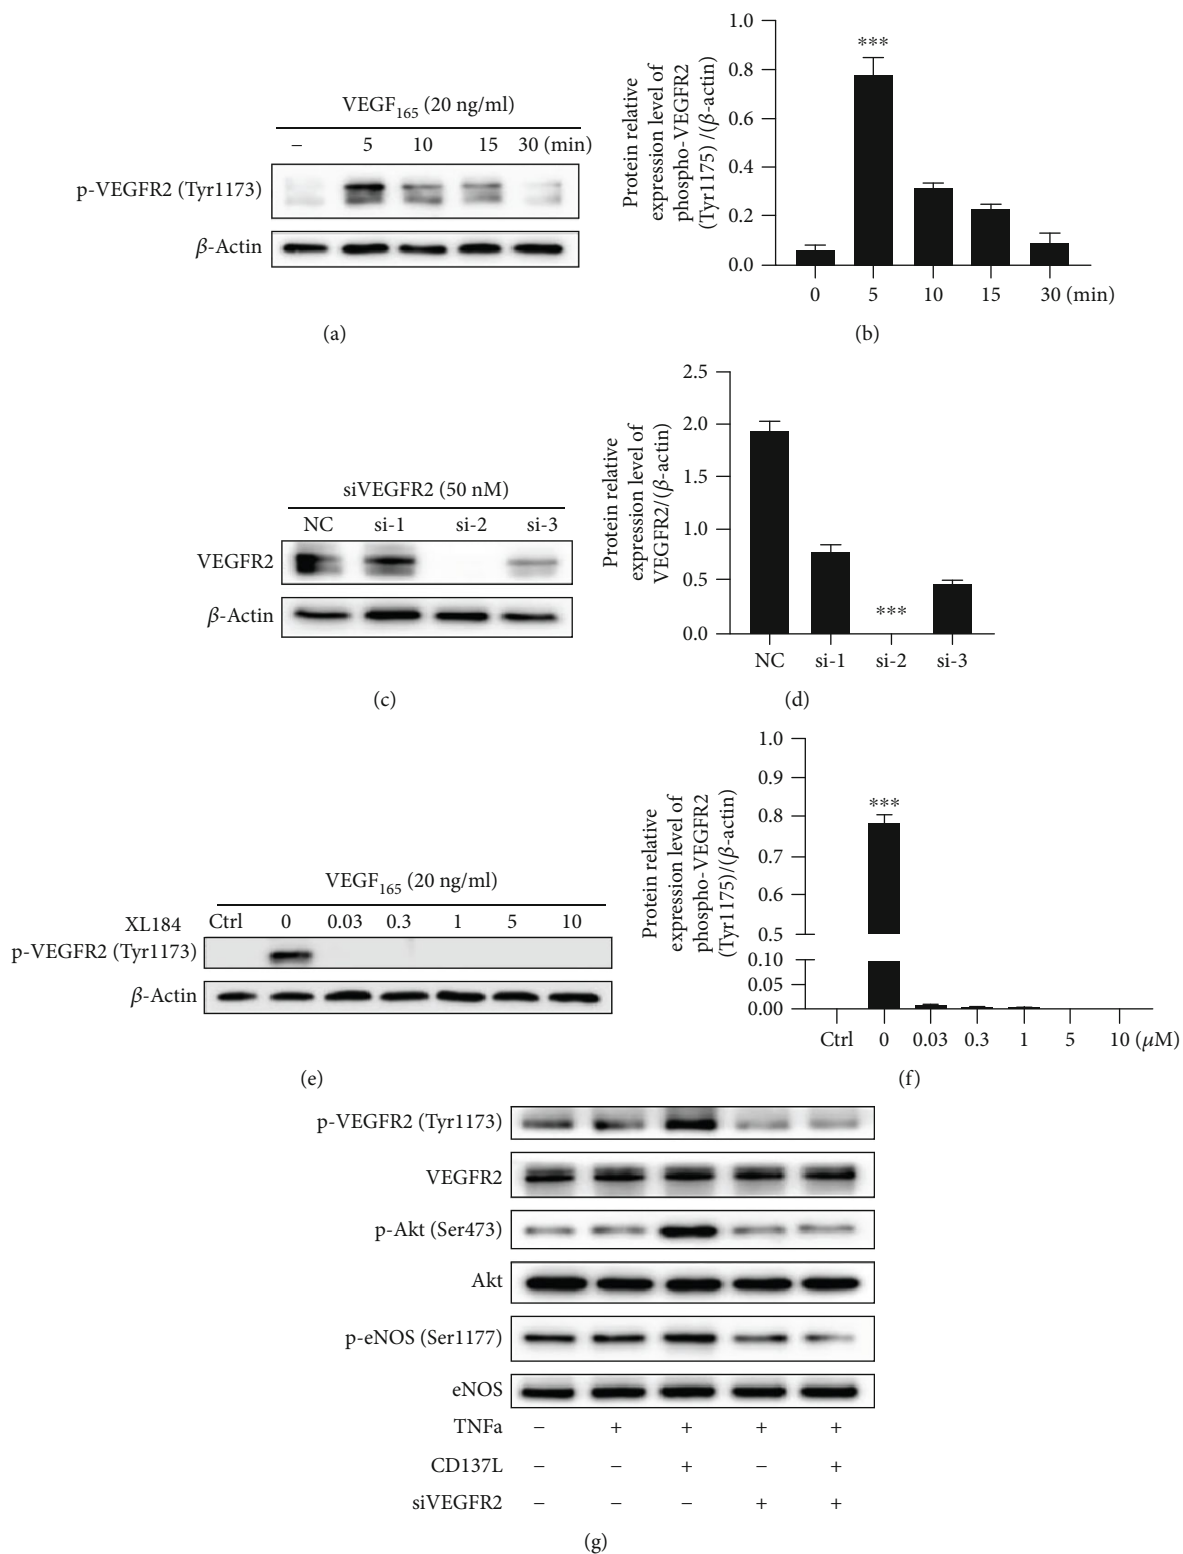 VEGF165 (20 ng/ml)
– 5 10 15 30 (min)
p-VEGFR2 (Tyr1173)
β-Actin
(a)
Protein relative
expression level of
phospho-VEGFR2
(Tyr1175) /(β-actin)
1.0
0.8
0.6
0.4
0.2
0.0
***
0 5 10 15 30 (min)
(b)
siVEGFR2 (50 nM)
NC si-1 si-2 si-3
VEGFR2
β-Actin
(c)
Protein relative
expression level of
VEGFR2/(β-actin)
2.5
2.0
1.5
1.0
0.5
0.0
***
NC si-1 si-2 si-3
(d)
VEGF165 (20 ng/ml)
XL184 Ctrl 0 0.03 0.3 1 5 10
p-VEGFR2 (Tyr1173)
β-Actin
(e)
Protein relative
expression level of
phospho-VEGFR2
(Tyr1175)/(β-actin)
1.0
0.9
0.8
0.7
0.6
0.5
0.10
0.05
0.00
***
Ctrl 0 0.03 0.3 1 5 10 (μM)
(f)
p-VEGFR2 (Tyr1173)
VEGFR2
p-Akt (Ser473)
Akt
p-eNOS (Ser1177)
eNOS
TNFa – + + + +
CD137L – – + – +
siVEGFR2 – – – + +
(g)